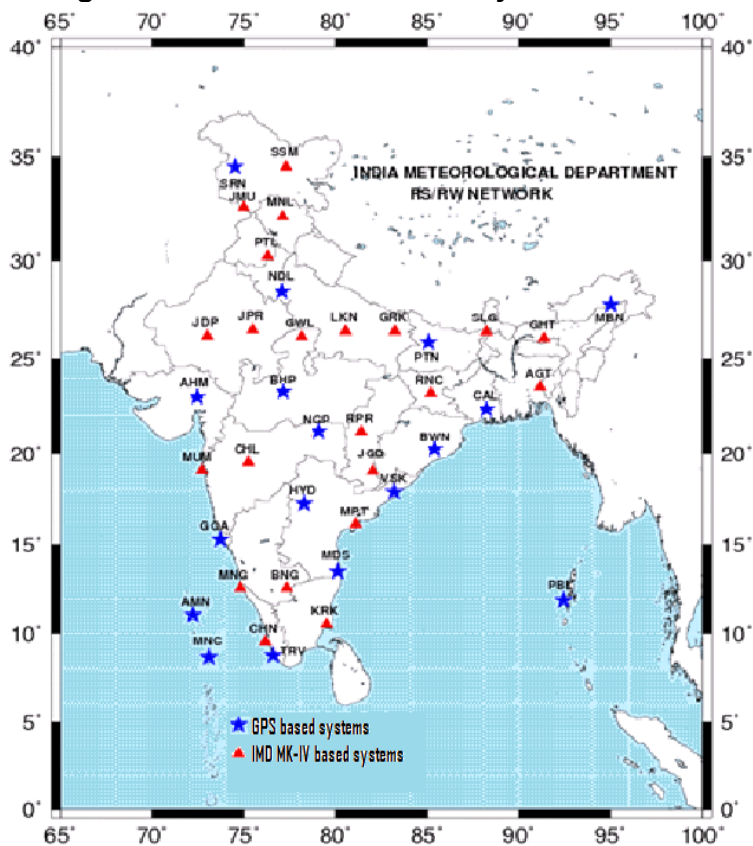 65° 70° 75° 80° 85° 90° 95° 100°
40° 40°
SSM
35° 35°
INDIA METEOROLOGICAL DEPARTMENT
SRN
RS/RW NETWORK
JMU MNL
PTL
30° 30°
NDL
MBN
JDP JPR GWL LKN GRK SLG GHT
PTN
25° 25°
AHM BHP RNC CAL AGT
NGP RPR
BWN
20° 20°
MUM CHL JGD
VSK
HYD
MPT
GOA
15° 15°
MDS
MNG BNG PBL
AMN KRK
10° 10°
MNC CHN TRV
5° 5°
GPS based systems
IMD MK-IV based systems
0° 0°
65° 70° 75° 80° 85° 90° 95° 100°